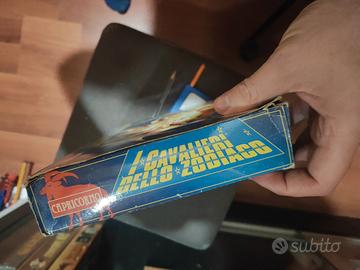 I CAVALIERI
DELLO ZODIACO
CAPRICORNO
subito